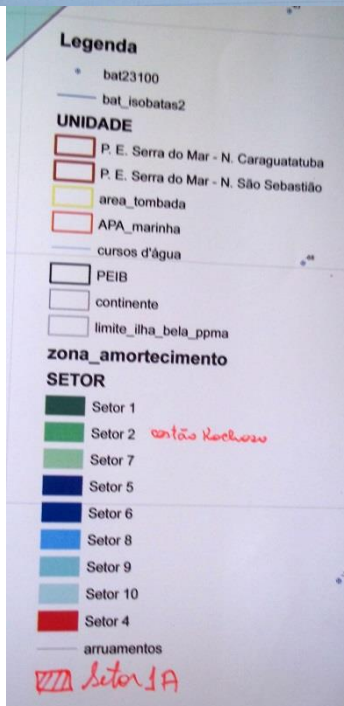 Legenda
bat23100
bat_isobatas2
UNIDADE
P. E. Serra do Mar - N. Caraguatatuba
P. E. Serra do Mar - N. São Sebastião
area_tombada
APA_marinha
cursos d'água
PEIB
continente
limite_ilha_bela_ppma
zona_amortecimento
SETOR
Setor 1
Setor 2 costão Rochoso
Setor 7
Setor 5
Setor 6
Setor 8
Setor 9
Setor 10
Setor 4
arruamentos
Setor 1A